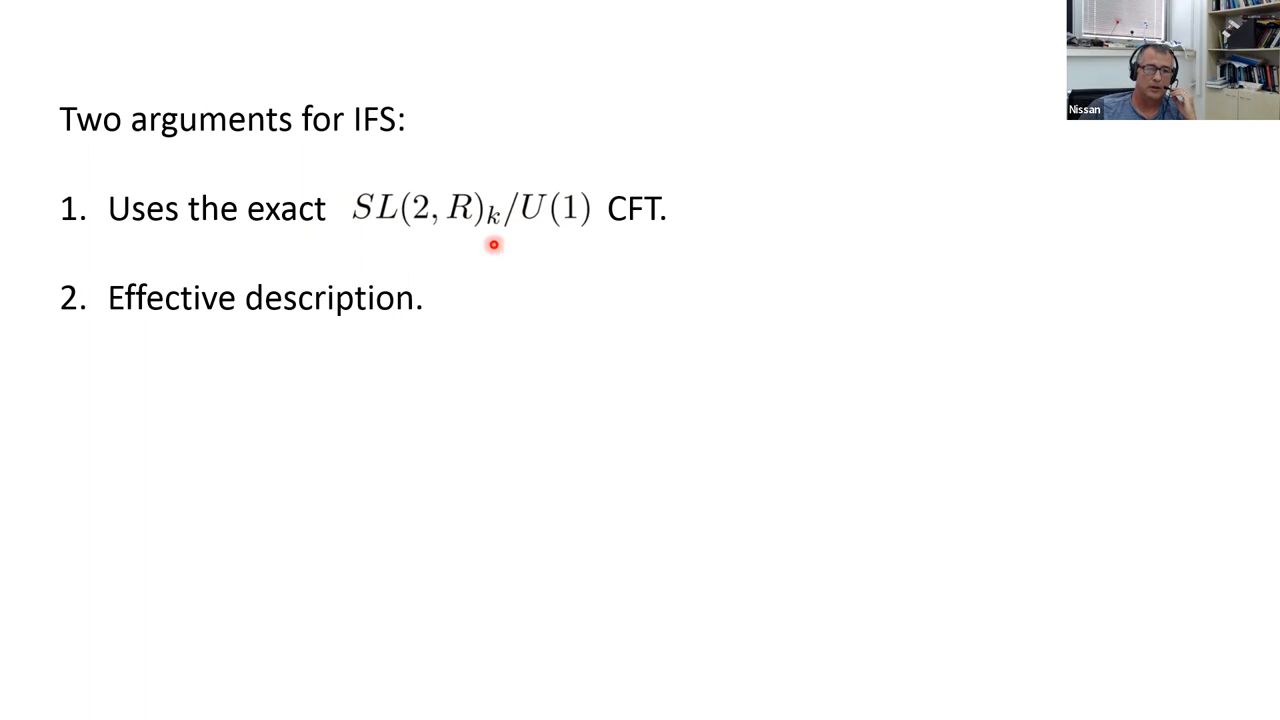 Two arguments for IFS:
1. Uses the exact $SL(2, R)_k/U(1)$ CFT.
2. Effective description.
Nissan